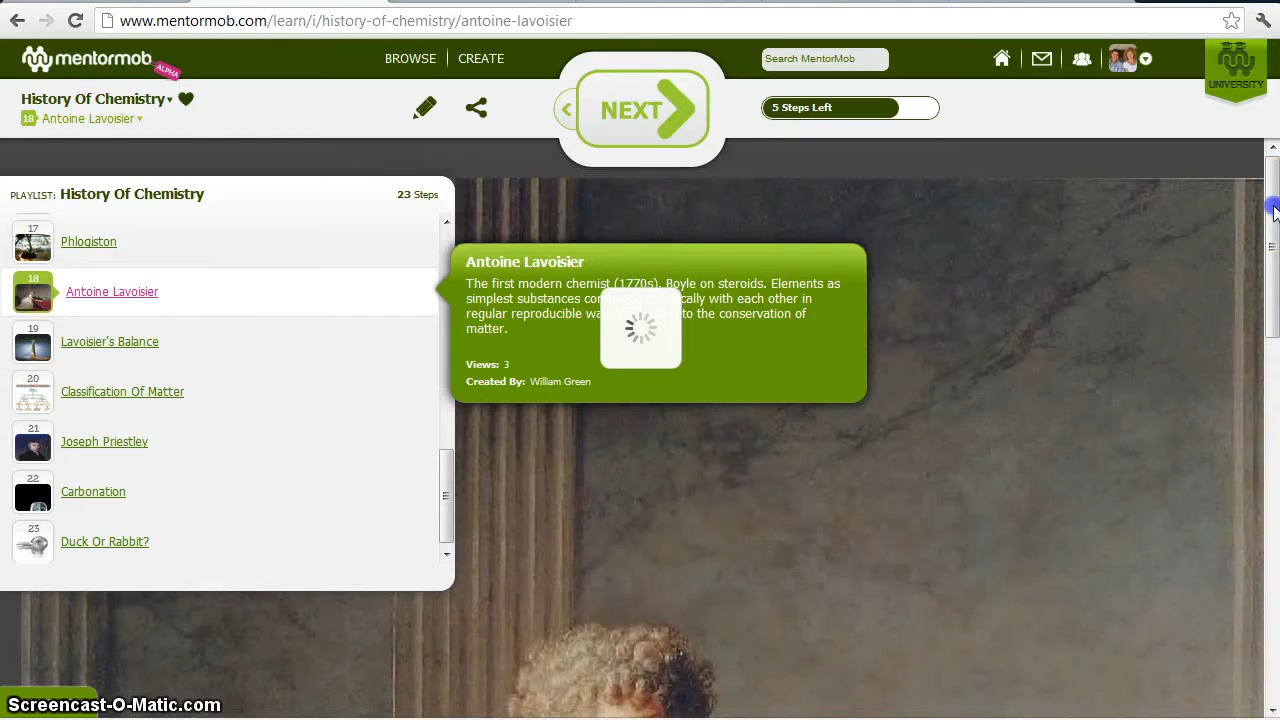 www.mentormob.com/learn/i/history-of-chemistry/antoine-lavoisier
mentormob
ALPHA
BROWSE
CREATE
Search MentorMob
UNIVERSITY
History Of Chemistry
18 Antoine Lavoisier
NEXT
5 Steps Left
PLAYLIST: History Of Chemistry
23 Steps
17
Phlogiston
18
Antoine Lavoisier
19
Lavoisier's Balance
20
Classification Of Matter
21
Joseph Priestley
22
Carbonation
23
Duck Or Rabbit?
Antoine Lavoisier
The first modern chemist (1770s). Boyle on steroids. Elements as
simplest substances with each other in
regular reproducible to the conservation of
matter.
Views: 3
Created By: William Green
Screencast-O-Matic.com